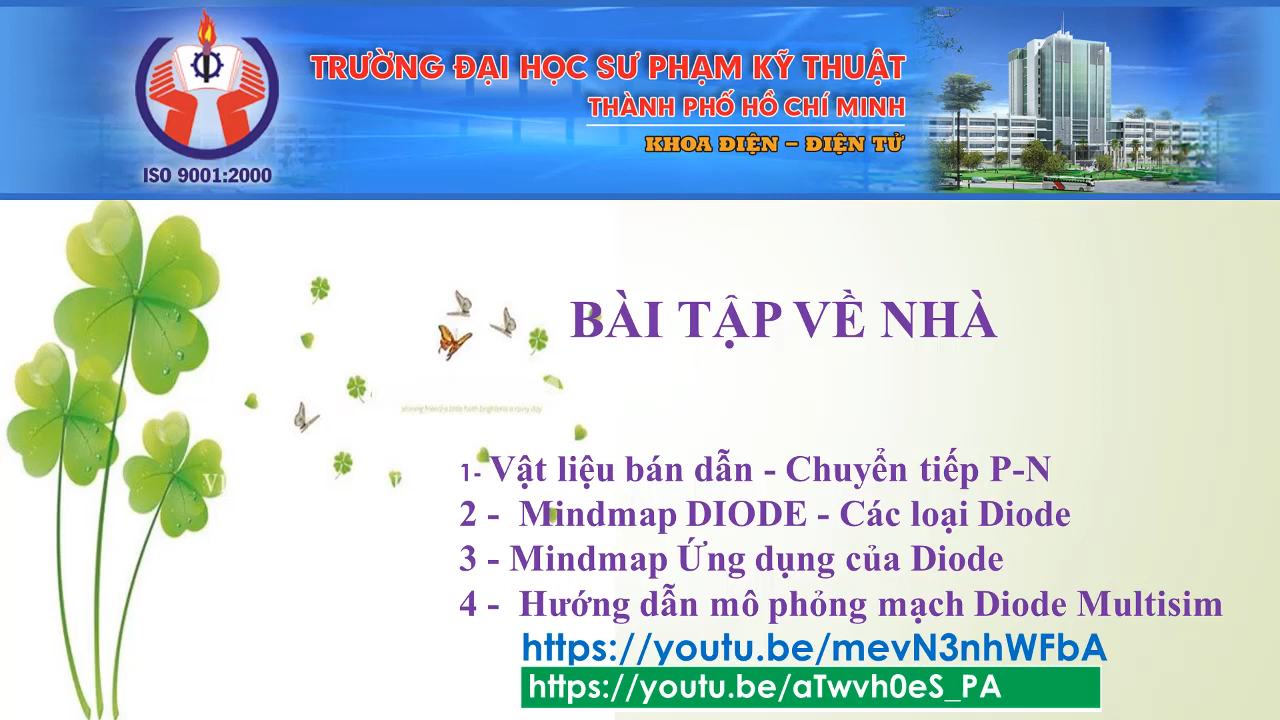 TRƯỜNG ĐẠI HỌC SƯ PHẠM KỸ THUẬT
THÀNH PHỐ HỒ CHÍ MINH
KHOA ĐIỆN – ĐIỆN TỬ
ISO 9001:2000
BÀI TẬP VỀ NHÀ
1- Vật liệu bán dẫn - Chuyển tiếp P-N
2 - Mindmap DIODE - Các loại Diode
3 - Mindmap Ứng dụng của Diode
4 - Hướng dẫn mô phỏng mạch Diode Multisim
https://youtu.be/mevN3nhWFbA
https://youtu.be/aTwvh0eS_PA